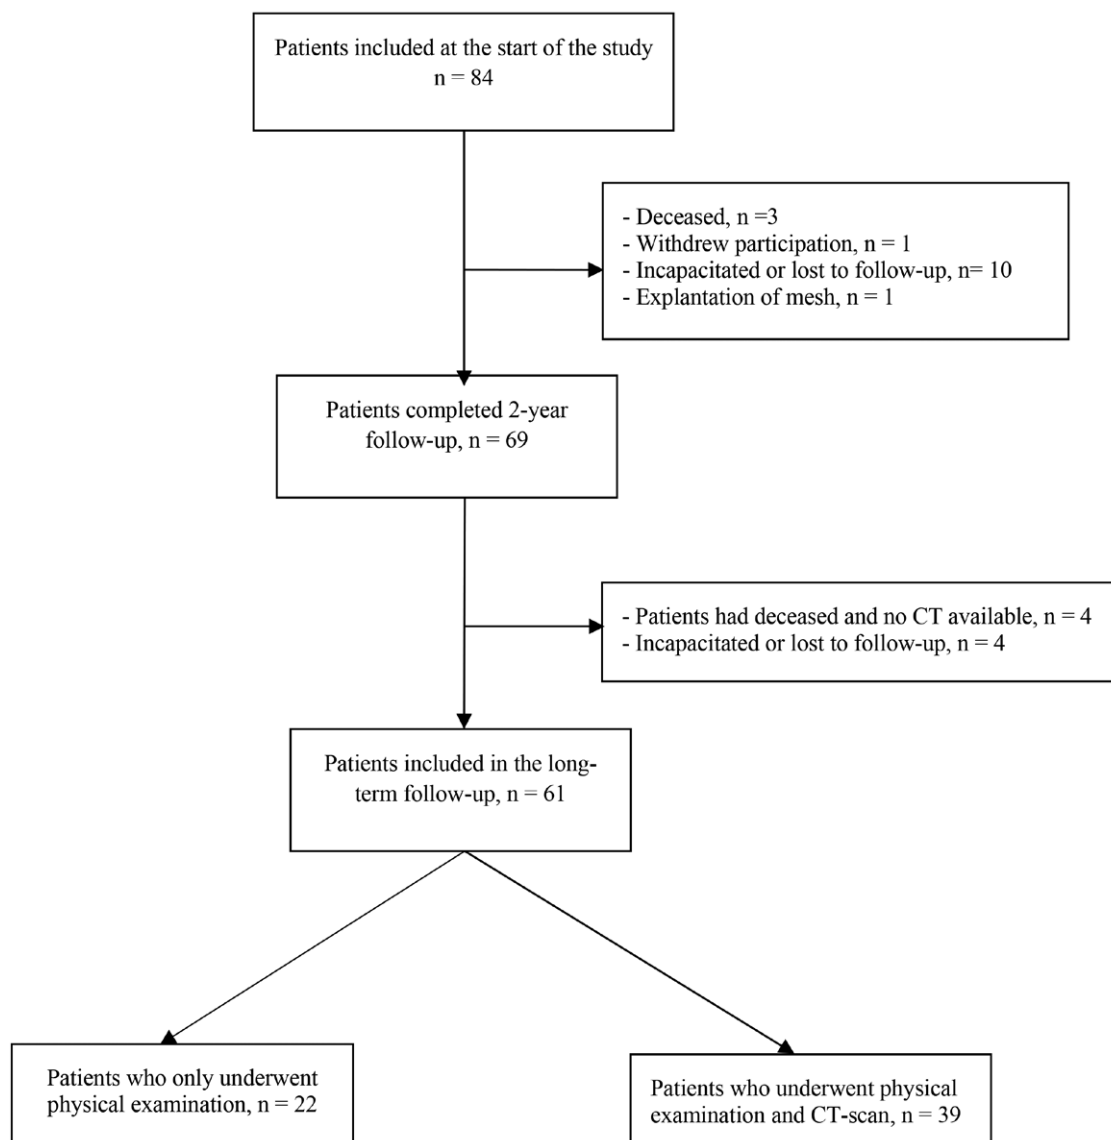 Patients included at the start of the study
n = 84
- Deceased, n =3
- Withdrew participation, n = 1
- Incapacitated or lost to follow-up, n= 10
- Explantation of mesh, n = 1
Patients completed 2-year
follow-up, n = 69
- Patients had deceased and no CT available, n = 4
- Incapacitated or lost to follow-up, n = 4
Patients included in the long-
term follow-up, n = 61
Patients who only underwent
physical examination, n = 22
Patients who underwent physical
examination and CT-scan, n = 39